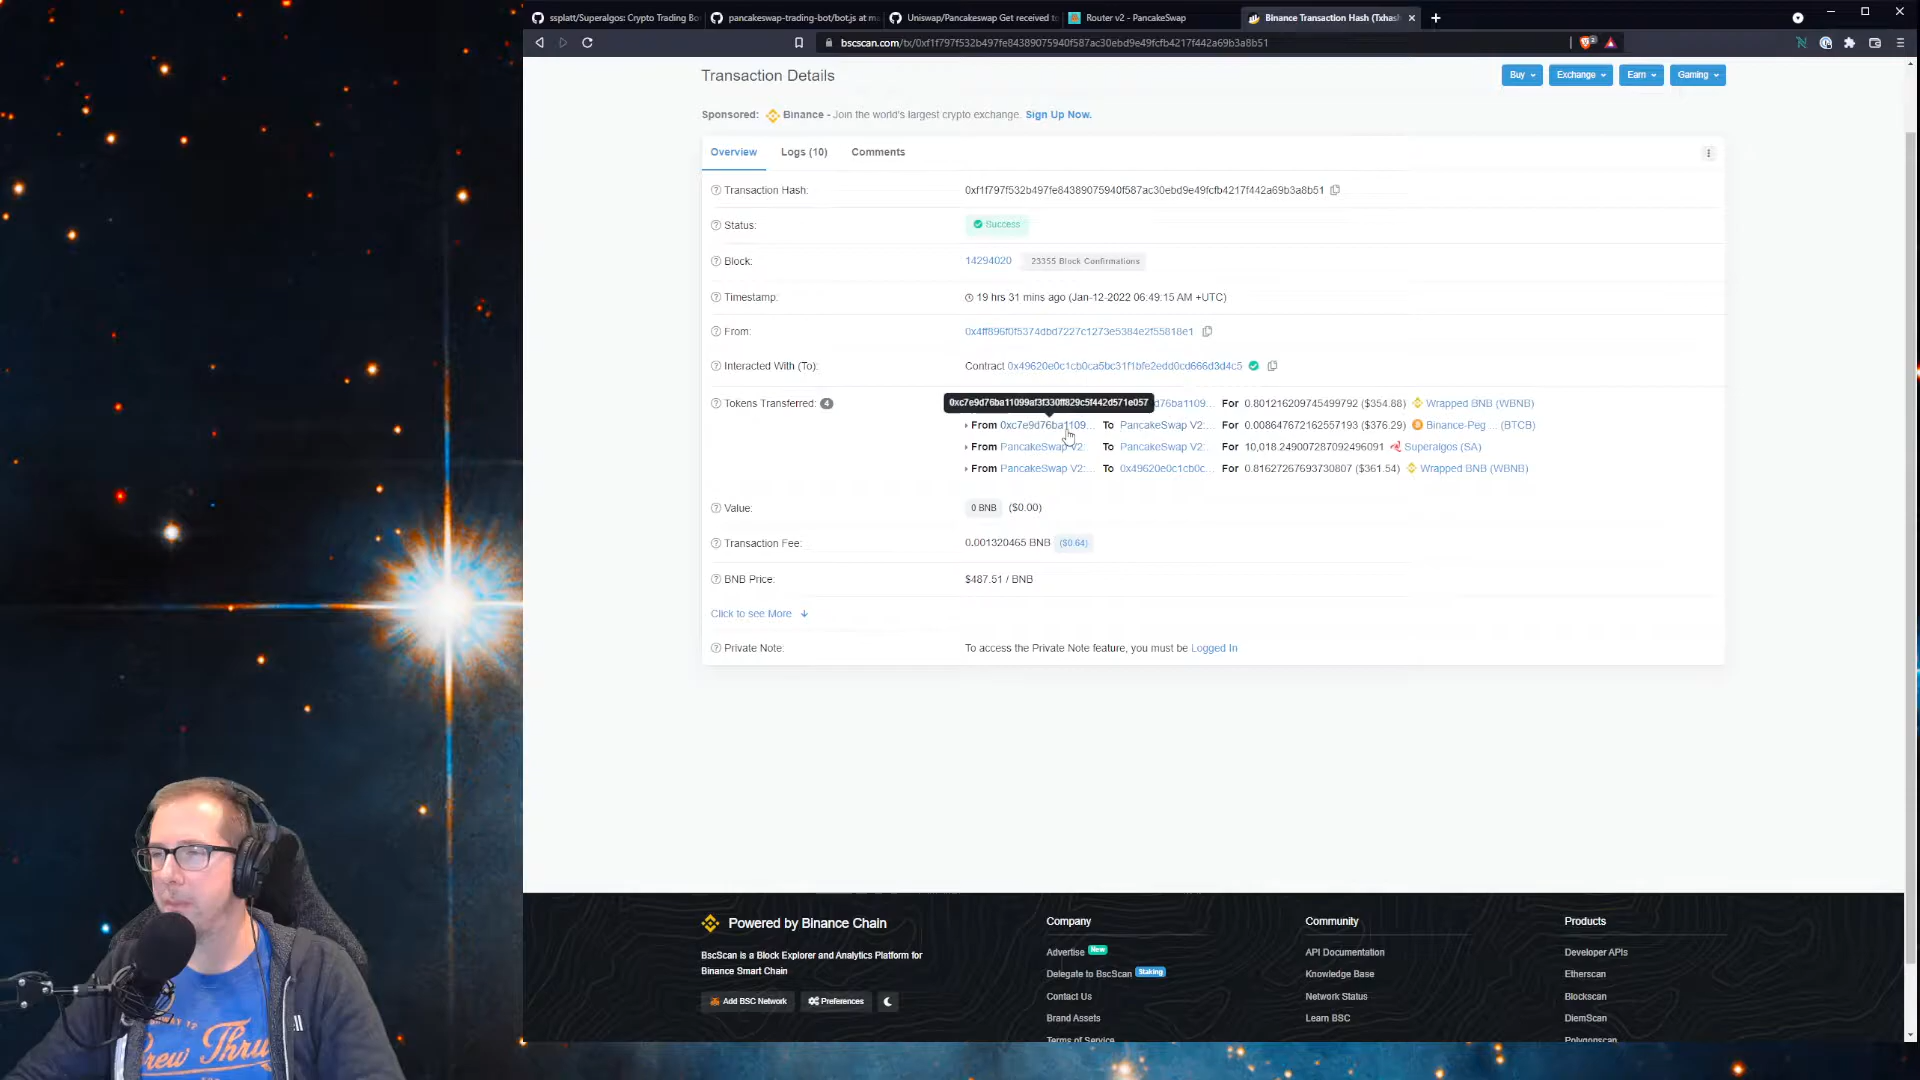 ssplatt/Superalgos: Crypto Trading Bo
pancakeswap-trading-bot/bot.js at m
Uniswap/Pancakeswap Get received to
Router v2 - PancakeSwap
Binance Transaction Hash (Txhas
bscscan.com/tx/0xf1f797f532b497fe84389075940f587ac30ebd9e49fcfb4217f442a69b3a8b51
Transaction Details
Buy
Exchange
Earn
Gaming
Sponsored: Binance - Join the world's largest crypto exchange. Sign Up Now.
Overview
Logs (10)
Comments
Transaction Hash: 0xf1f797f532b497fe84389075940f587ac30ebd9e49fcfb4217f442a69b3a8b51
Status: Success
Block: 14294020 23355 Block Confirmations
Timestamp: 19 hrs 31 mins ago (Jan-12-2022 06:49:15 AM +UTC)
From: 0x4ff896f0f5374dbd7227c1273e5384e2f55818e1
Interacted With (To): Contract 0x49620e0c1cb0ca5bc31f1bfe2edd0cd666d3d4c5
0xc7e9d76ba11099af3f330ff829c5f442d571e057
Tokens Transferred: 4 d76ba1109... For 0.801216209745499792 ($354.88) Wrapped BNB (WBNB)
From 0xc7e9d76ba1109... To PancakeSwap V2:... For 0.008647672162557193 ($376.29) Binance-Peg ... (BTCB)
From PancakeSwap V2: To PancakeSwap V2:... For 10,018.249007287092496091 Superalgos (SA)
From PancakeSwap V2:... To 0x49620e0c1cb0c... For 0.81627267693730807 ($361.54) Wrapped BNB (WBNB)
Value: 0 BNB ($0.00)
Transaction Fee: 0.001320465 BNB ($0.64)
BNB Price: $487.51 / BNB
Click to see More
Private Note: To access the Private Note feature, you must be Logged In
Powered by Binance Chain
BscScan is a Block Explorer and Analytics Platform for
Binance Smart Chain
Add BSC Network
Preferences
Company
Advertise New
Delegate to BscScan Staking
Contact Us
Brand Assets
Terms of Service
Community
API Documentation
Knowledge Base
Network Status
Learn BSC
Products
Developer APIs
Etherscan
Blockscan
DiemScan
Polygonscan
Thru